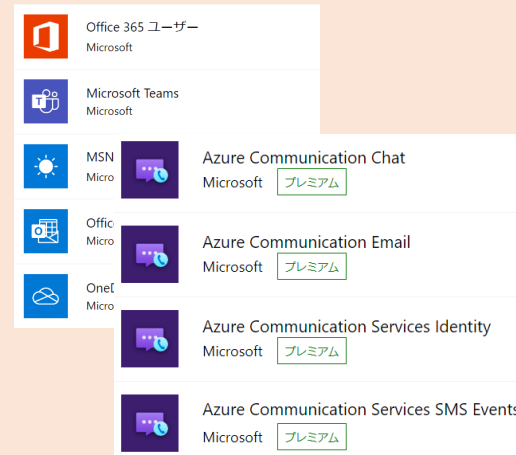 Office 365 ユーザー
Microsoft
Microsoft Teams
Microsoft
MSN
Azure Communication Chat
Microsoft プレミアム
Azure Communication Email
Microsoft プレミアム
Azure Communication Services Identity
Microsoft プレミアム
Azure Communication Services SMS Events
Microsoft プレミアム